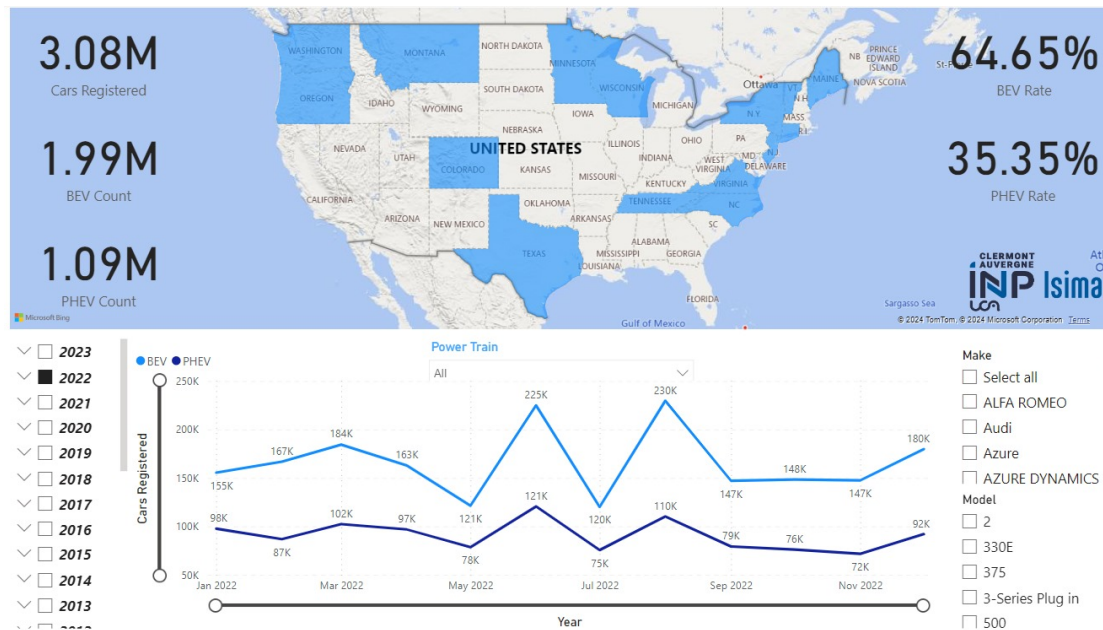 3.08M
Cars Registered
1.99M
BEV Count
1.09M
PHEV Count
64.65%
BEV Rate
35.35%
PHEV Rate
WASHINGTON
MONTANA
NORTH DAKOTA
MINNESOTA
OREGON
IDAHO
WYOMING
SOUTH DAKOTA
WISCONSIN
MICHIGAN
Ottawa
VT
N.H
MAINE
NB
PRINCE
EDWARD
ISLAND
NOVA SCOTIA
N.Y
MASS
R.I
NEVADA
UTAH
COLORADO
NEBRASKA
IOWA
UNITED STATES
KANSAS
MISSOURI
ILLINOIS
INDIANA
OHIO
PA
N.J
MD
DELAWARE
WEST
VIRGINIA
VIRGINIA
KENTUCKY
CALIFORNIA
ARIZONA
NEW MEXICO
OKLAHOMA
ARKANSAS
TENNESSEE
NC
SC
TEXAS
LOUISIANA
MISSISSIPPI
ALABAMA
GEORGIA
FLORIDA
Gulf of Mexico
Sargasso Sea
CLERMONT
AUVERGNE
INP Isima
UCA
Microsoft Bing
© 2024 TomTom, © 2024 Microsoft Corporation Terms
2023
2022
2021
2020
2019
2018
2017
2016
2015
2014
2013
Power Train
All
BEV PHEV
250K
200K
150K
100K
50K
Cars Registered
155K
167K
184K
163K
121K
225K
120K
230K
147K
148K
147K
180K
98K
87K
102K
97K
78K
121K
75K
110K
79K
76K
72K
92K
Jan 2022
Mar 2022
May 2022
Jul 2022
Sep 2022
Nov 2022
Year
Make
Select all
ALFA ROMEO
Audi
Azure
AZURE DYNAMICS
Model
2
330E
375
3-Series Plug in
500